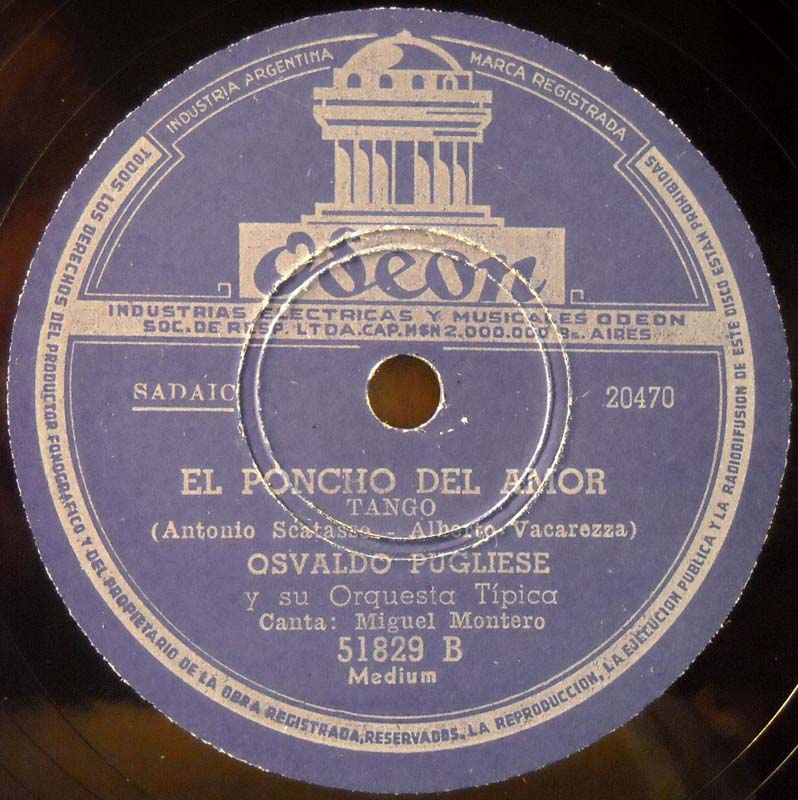 INDUSTRIA ARGENTINA
MARCA REGISTRADA
Odeon
INDUSTRIAS ELECTRICAS Y MUSICALES ODEON
SOC. DE RESP. LTDA. CAP. M$N 2.000.000 Bs. AIRES
SADAIC
20470
EL PONCHO DEL AMOR
TANGO
(Antonio Scatasso - Alberto Vacarezza)
OSVALDO PUGLIESE
y su Orquesta Típica
Canta: Miguel Montero
51829 B
Medium
TODOS LOS DERECHOS DEL PRODUCTOR FONOGRAFICO Y DEL PROPIETARIO DE LA OBRA REGISTRADA, RESERVADOS. LA REPRODUCCION, LA EJECUCION PUBLICA Y LA RADIODIFUSION DE ESTE DISCO ESTAN PROHIBIDAS